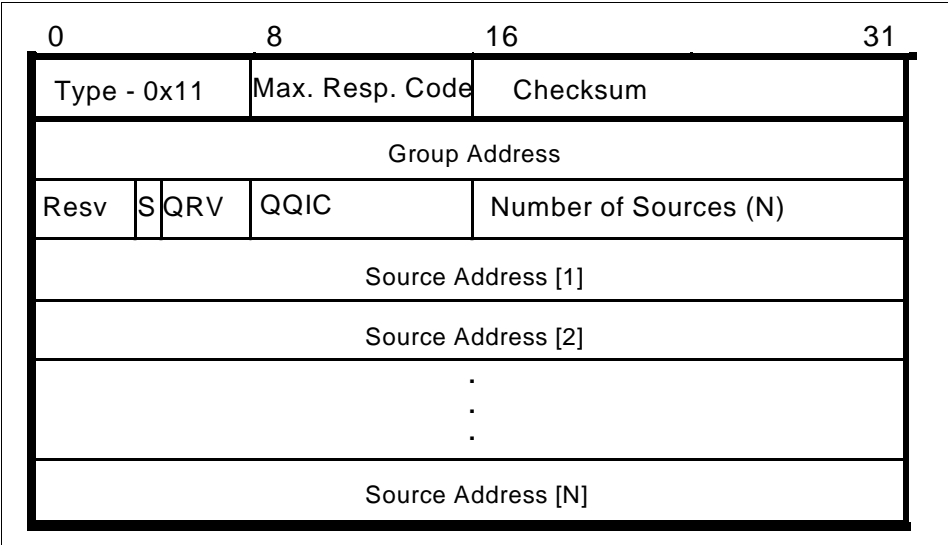 0 8 16 31
Type - 0x11 Max. Resp. Code Checksum
Group Address
Resv S QRV QQIC Number of Sources (N)
Source Address [1]
Source Address [2]
.
.
.
Source Address [N]